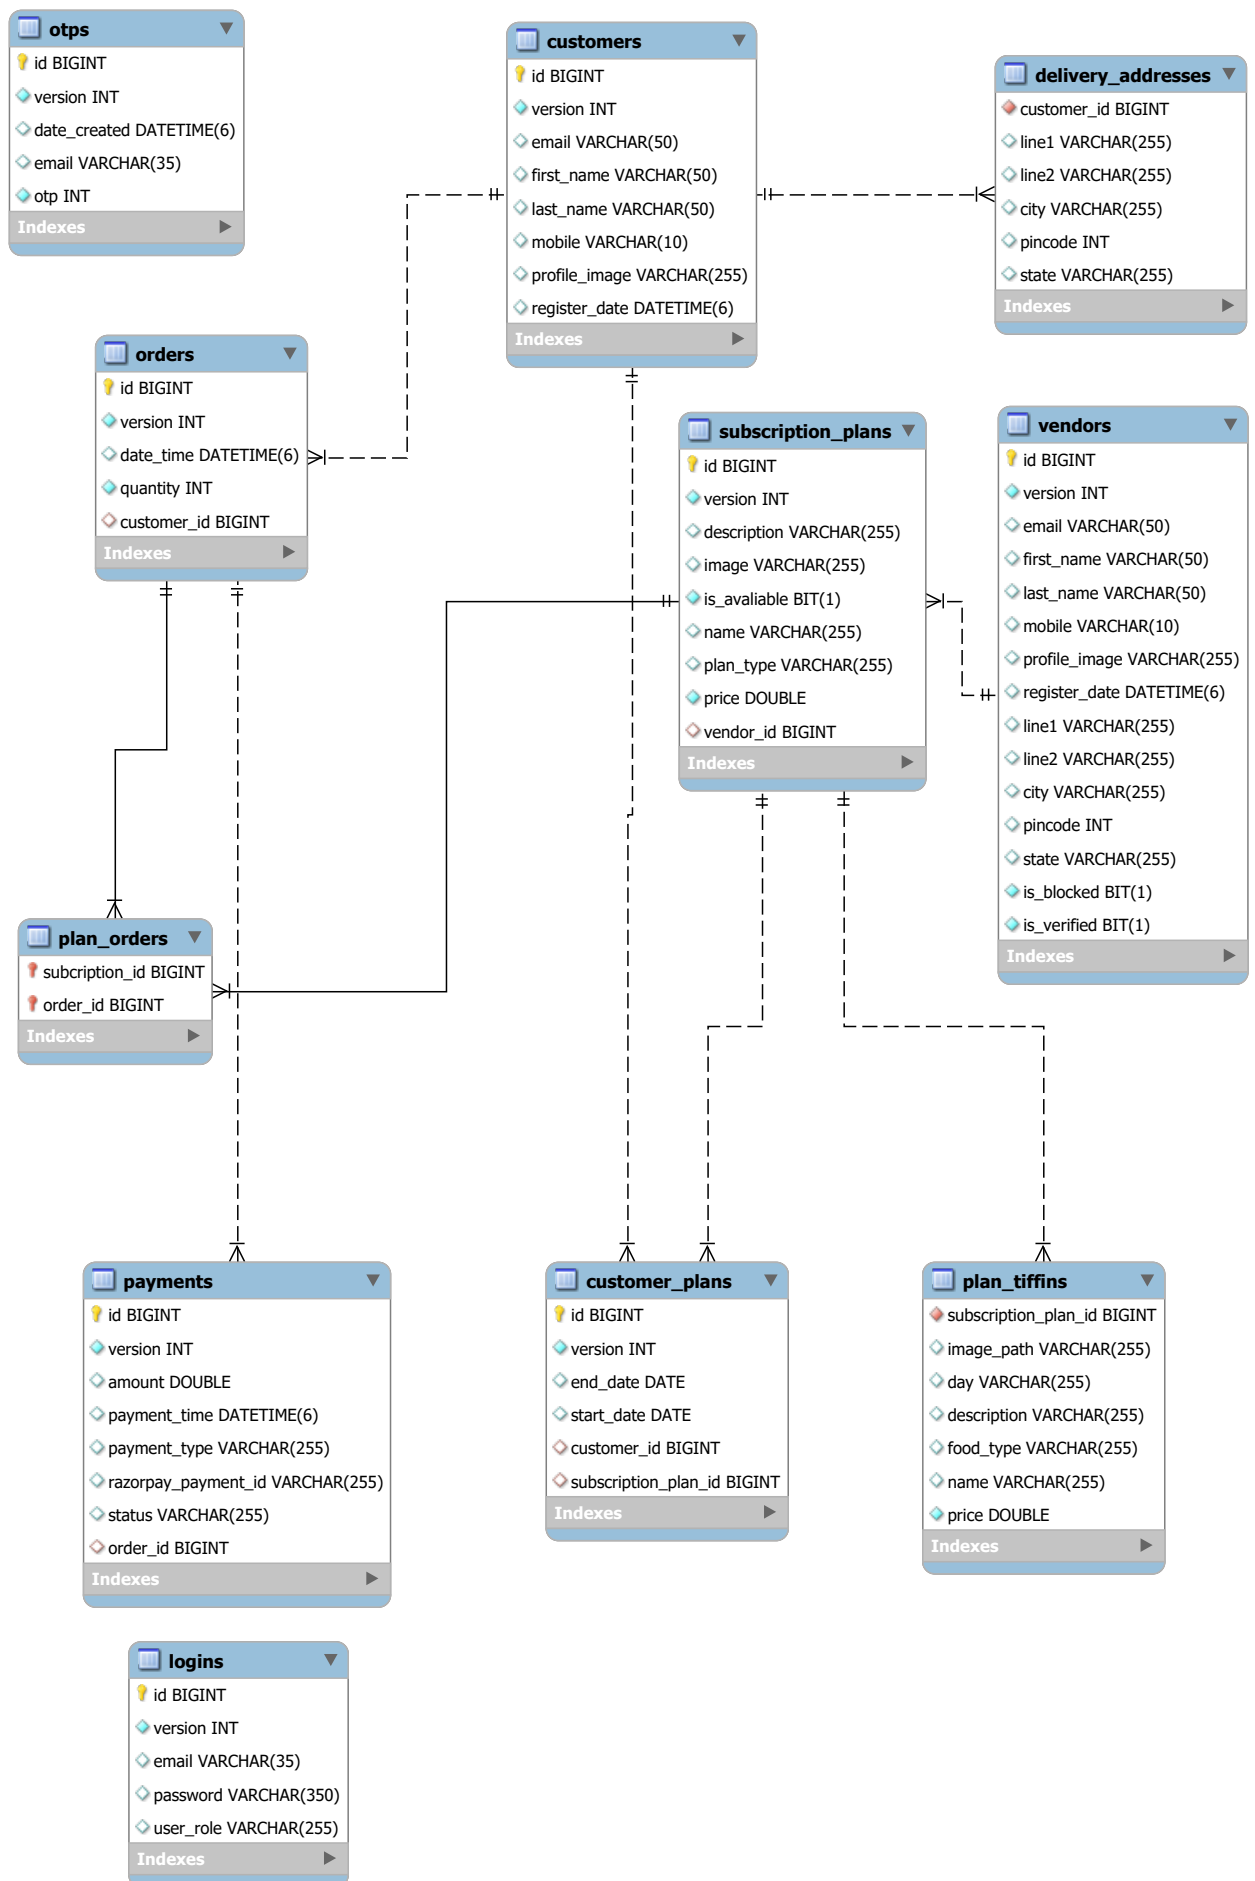 otps
id BIGINT
version INT
date_created DATETIME(6)
email VARCHAR(35)
otp INT
Indexes
customers
id BIGINT
version INT
email VARCHAR(50)
first_name VARCHAR(50)
last_name VARCHAR(50)
mobile VARCHAR(10)
profile_image VARCHAR(255)
register_date DATETIME(6)
Indexes
delivery_addresses
customer_id BIGINT
line1 VARCHAR(255)
line2 VARCHAR(255)
city VARCHAR(255)
pincode INT
state VARCHAR(255)
Indexes
orders
id BIGINT
version INT
date_time DATETIME(6)
quantity INT
customer_id BIGINT
Indexes
subscription_plans
id BIGINT
version INT
description VARCHAR(255)
image VARCHAR(255)
is_avaliable BIT(1)
name VARCHAR(255)
plan_type VARCHAR(255)
price DOUBLE
vendor_id BIGINT
Indexes
vendors
id BIGINT
version INT
email VARCHAR(50)
first_name VARCHAR(50)
last_name VARCHAR(50)
mobile VARCHAR(10)
profile_image VARCHAR(255)
register_date DATETIME(6)
line1 VARCHAR(255)
line2 VARCHAR(255)
city VARCHAR(255)
pincode INT
state VARCHAR(255)
is_blocked BIT(1)
is_verified BIT(1)
Indexes
plan_orders
subcription_id BIGINT
order_id BIGINT
Indexes
payments
id BIGINT
version INT
amount DOUBLE
payment_time DATETIME(6)
payment_type VARCHAR(255)
razorpay_payment_id VARCHAR(255)
status VARCHAR(255)
order_id BIGINT
Indexes
customer_plans
id BIGINT
version INT
end_date DATE
start_date DATE
customer_id BIGINT
subscription_plan_id BIGINT
Indexes
plan_tiffins
subscription_plan_id BIGINT
image_path VARCHAR(255)
day VARCHAR(255)
description VARCHAR(255)
food_type VARCHAR(255)
name VARCHAR(255)
price DOUBLE
Indexes
logins
id BIGINT
version INT
email VARCHAR(35)
password VARCHAR(350)
user_role VARCHAR(255)
Indexes